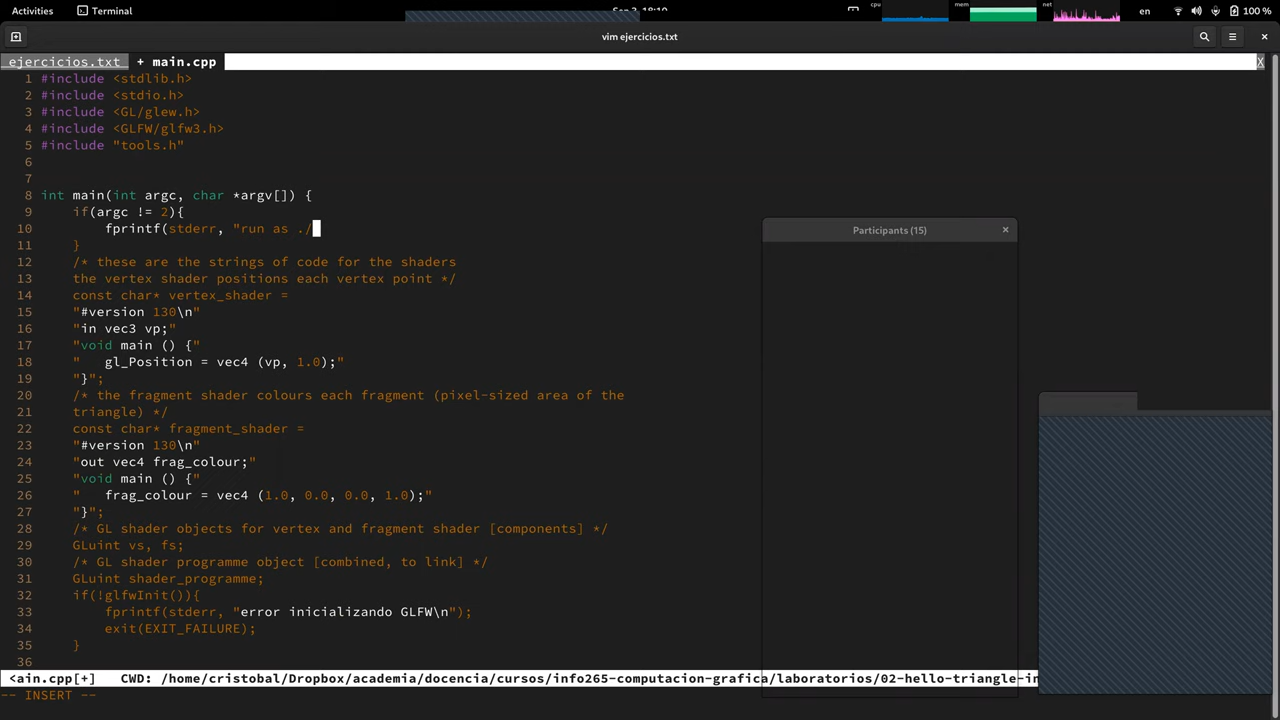 Activities Terminal Sep 3 18:10 cpu mem net en 100 %
vim ejercicios.txt
ejercicios.txt + main.cpp X
1 #include <stdlib.h>
2 #include <stdio.h>
3 #include <GL/glew.h>
4 #include <GLFW/glfw3.h>
5 #include "tools.h"
6
7
8 int main(int argc, char *argv[]) {
9 if(argc != 2){
10 fprintf(stderr, "run as ./
11 }
12 /* these are the strings of code for the shaders
13 the vertex shader positions each vertex point */
14 const char* vertex_shader =
15 "#version 130\n"
16 "in vec3 vp;"
17 "void main () {"
18 " gl_Position = vec4 (vp, 1.0);"
19 "}";
20 /* the fragment shader colours each fragment (pixel-sized area of the
21 triangle) */
22 const char* fragment_shader =
23 "#version 130\n"
24 "out vec4 frag_colour;"
25 "void main () {"
26 " frag_colour = vec4 (1.0, 0.0, 0.0, 1.0);"
27 "}";
28 /* GL shader objects for vertex and fragment shader [components] */
29 GLuint vs, fs;
30 /* GL shader programme object [combined, to link] */
31 GLuint shader_programme;
32 if(!glfwInit()){
33 fprintf(stderr, "error inicializando GLFW\n");
34 exit(EXIT_FAILURE);
35 }
36
Participants (15)
<ain.cpp[+] CWD: /home/cristobal/Dropbox/academia/docencia/cursos/info265-computacion-grafica/laboratorios/02-hello-triangle-in
-- INSERT --